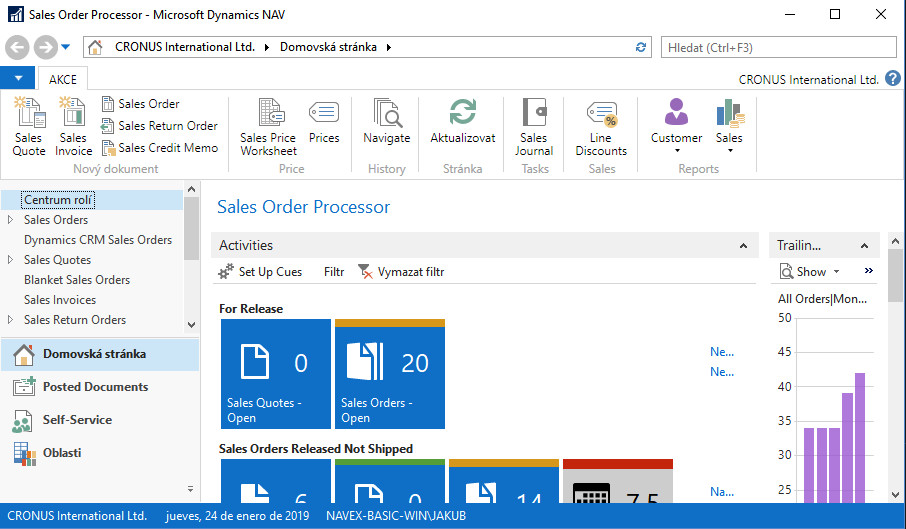 Sales Order Processor - Microsoft Dynamics NAV
CRONUS International Ltd. Domovská stránka
Hledat (Ctrl+F3)
AKCE
CRONUS International Ltd.
Sales Quote
Sales Invoice
Sales Order
Sales Return Order
Sales Credit Memo
Nový dokument
Sales Price Worksheet
Prices
Price
Navigate
History
Aktualizovat
Stránka
Sales Journal
Tasks
Line Discounts
Sales
Customer
Sales
Reports
Centrum rolí
Sales Orders
Dynamics CRM Sales Orders
Sales Quotes
Blanket Sales Orders
Sales Invoices
Sales Return Orders
Domovská stránka
Posted Documents
Self-Service
Oblasti
Sales Order Processor
Activities
Set Up Cues Filtr Vymazat filtr
For Release
0
Sales Quotes - Open
20
Sales Orders - Open
Ne...
Ne...
Sales Orders Released Not Shipped
6
0
14
7,5
Na...
Trailin...
Show
All Orders|Mon...
50
45
40
35
30
25
CRONUS International Ltd. jueves, 24 de enero de 2019 NAVEX-BASIC-WIN\JAKUB